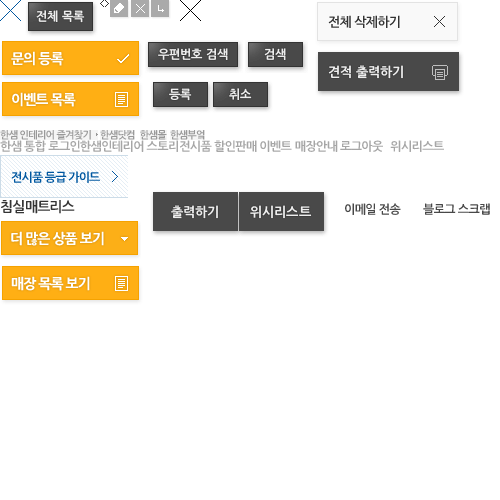 전체 목록
전체 삭제하기
문의 등록
우편번호 검색
검색
견적 출력하기
이벤트 목록
등록
취소
한샘 인테리어 즐겨찾기 한샘닷컴 한샘몰 한샘부엌
한샘 통합 로그인한샘인테리어 스토리전시품 할인판매 이벤트 매장안내 로그아웃 위시리스트
전시품 등급 가이드
침실매트리스
출력하기
위시리스트
이메일 전송
블로그 스크랩
더 많은 상품 보기
매장 목록 보기